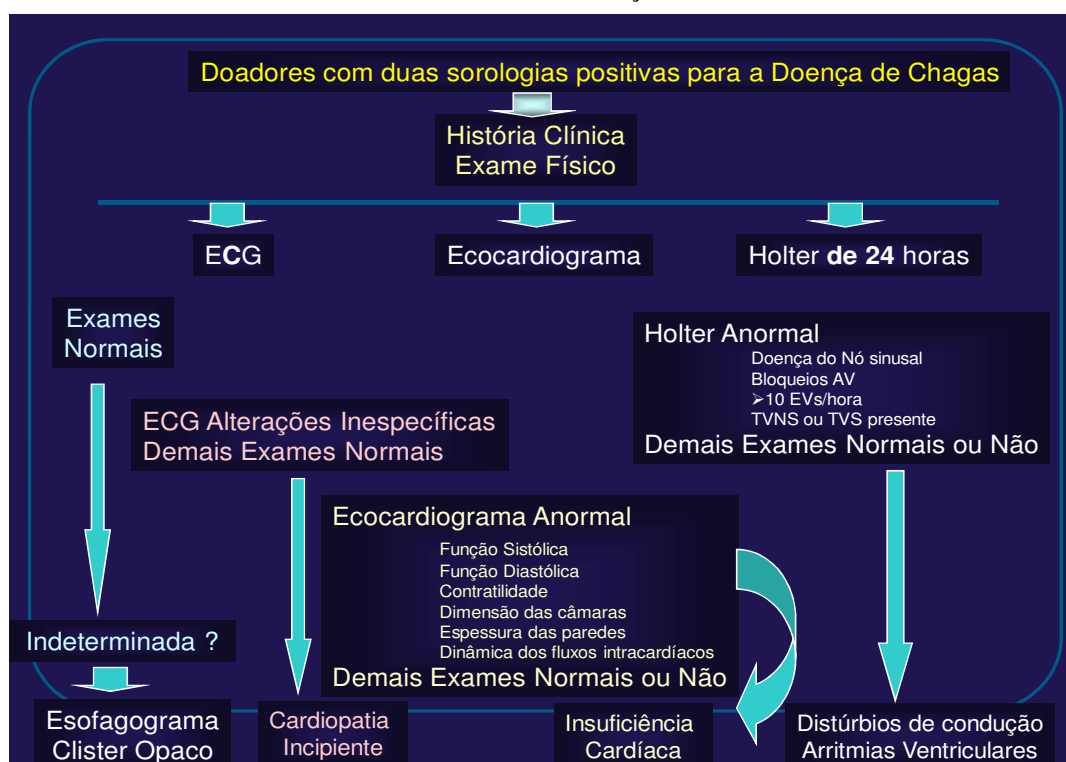 Doadores com duas sorologias positivas para a Doença de Chagas
História Clínica
Exame Físico
ECG
Ecocardiograma
Holter de 24 horas
Exames
Normais
Holter Anormal
Doença do Nó sinusal
Bloqueios AV
➢10 EVs/hora
TVNS ou TVS presente
Demais Exames Normais ou Não
ECG Alterações Inespecíficas
Demais Exames Normais
Ecocardiograma Anormal
Função Sistólica
Função Diastólica
Contratilidade
Dimensão das câmaras
Espessura das paredes
Dinâmica dos fluxos intracardíacos
Demais Exames Normais ou Não
Indeterminada ?
Esofagograma
Clister Opaco
Cardiopatia
Incipiente
Insuficiência
Cardíaca
Distúrbios de condução
Arritmias Ventriculares